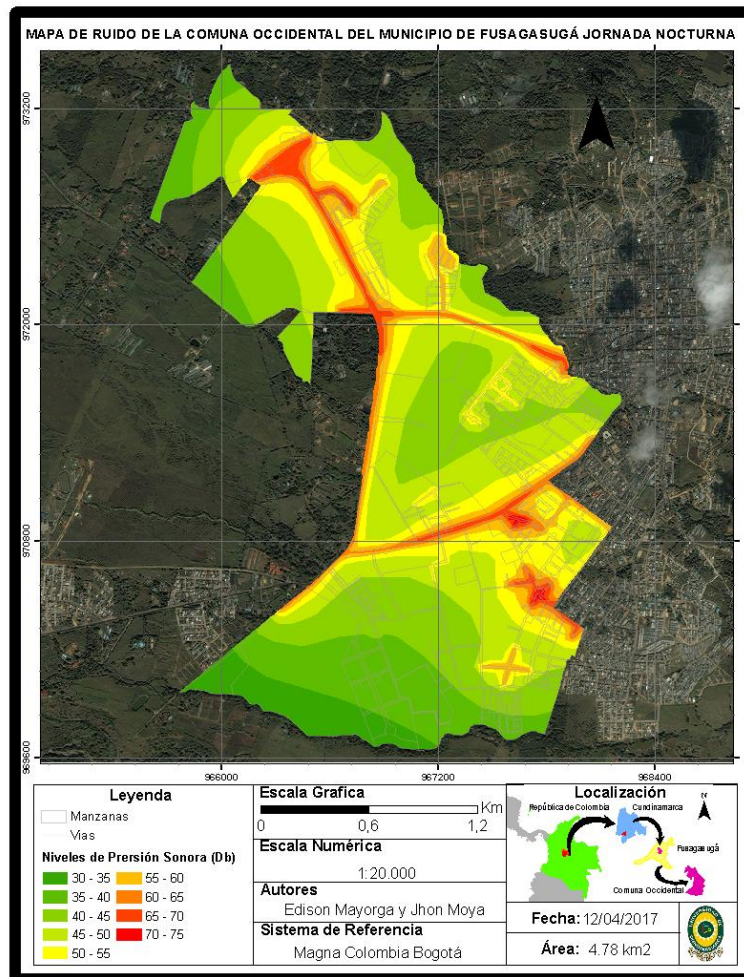 MAPA DE RUIDO DE LA COMUNA OCCIDENTAL DEL MUNICIPIO DE FUSAGASUGÁ JORNADA NOCTURNA
N
973200
972000
970800
969600
966000
967200
968400
Leyenda
Manzanas
Vias
Niveles de Prersión Sonora (Db)
30 - 35
35 - 40
40 - 45
45 - 50
50 - 55
55 - 60
60 - 65
65 - 70
70 - 75
Escala Grafica
Km
0 0,6 1,2
Escala Numérica
1:20.000
Autores
Edison Mayorga y Jhon Moya
Sistema de Referencia
Magna Colombia Bogotá
Localización
República de Colombia
Cundinamarca
N
Fusagasugá
Comuna Occidental
Fecha: 12/04/2017
Área: 4.78 km2